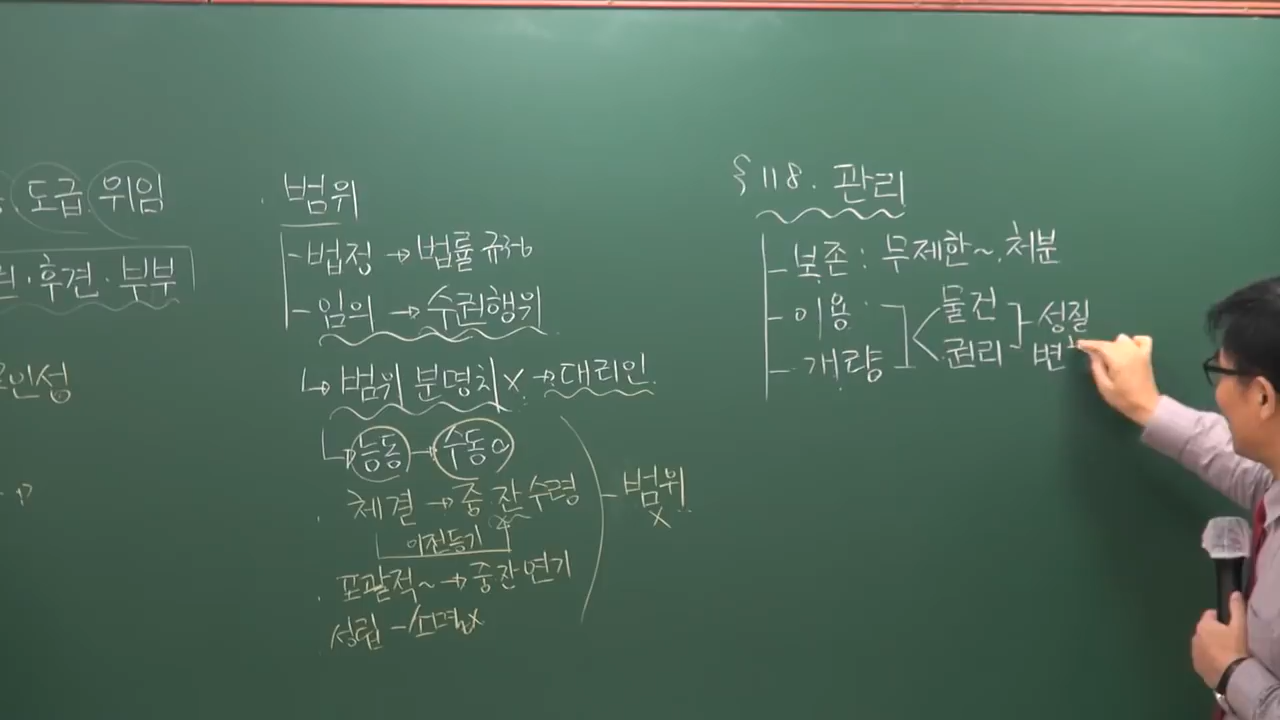 도급 위임
후견·부부
인성
범위
-법정 → 법률 규정
-임의 → 수권행위
↳ 범위 분명치 x → 대리인
↳ 능동 - 수동 o
· 체결 → 중·잔 수령
이전등기
· 포괄적~ → 중·잔 연기
성립 - 소멸 x
- 범위
x
§118. 관리
- 보존 : 무제한~. 처분
- 이용
- 개량
물건
권리
성질
변